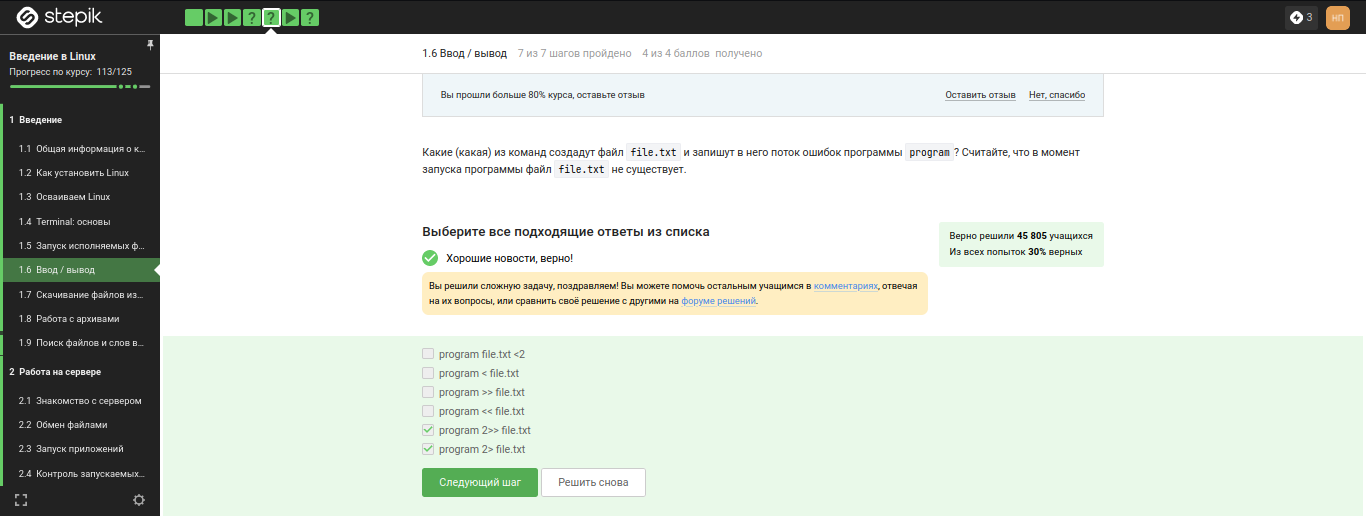 stepik
? ? ?
3
НП
Введение в Linux
Прогресс по курсу: 113/125
1 Введение
1.1 Общая информация о к...
1.2 Как установить Linux
1.3 Осваиваем Linux
1.4 Terminal: основы
1.5 Запуск исполняемых ф...
1.6 Ввод / вывод
1.7 Скачивание файлов из...
1.8 Работа с архивами
1.9 Поиск файлов и слов в...
2 Работа на сервере
2.1 Знакомство с сервером
2.2 Обмен файлами
2.3 Запуск приложений
2.4 Контроль запускаемых...
1.6 Ввод / вывод 7 из 7 шагов пройдено 4 из 4 баллов получено
Вы прошли больше 80% курса, оставьте отзыв
Оставить отзыв Нет, спасибо
Какие (какая) из команд создадут файл file.txt и запишут в него поток ошибок программы program? Считайте, что в момент
запуска программы файл file.txt не существует.
Выберите все подходящие ответы из списка
Хорошие новости, верно!
Верно решили 45 805 учащихся
Из всех попыток 30% верных
Вы решили сложную задачу, поздравляем! Вы можете помочь остальным учащимся в комментариях, отвечая
на их вопросы, или сравнить своё решение с другими на форуме решений.
program file.txt <2
program < file.txt
program >> file.txt
program << file.txt
program 2>> file.txt
program 2> file.txt
Следующий шаг
Решить снова